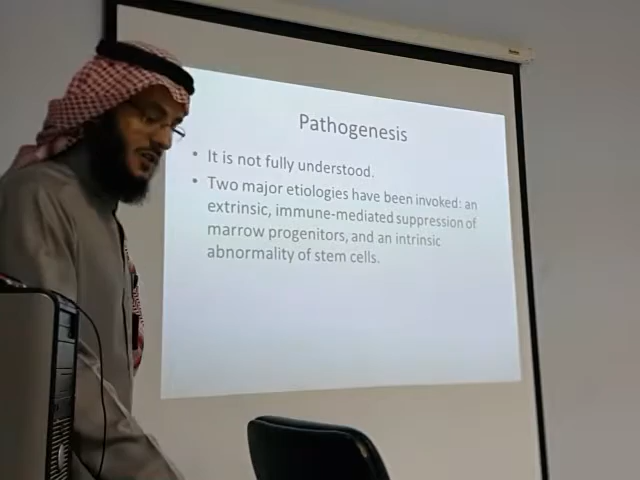 Pathogenesis
• It is not fully understood.
• Two major etiologies have been invoked: an
extrinsic, immune-mediated suppression of
marrow progenitors, and an intrinsic
abnormality of stem cells.